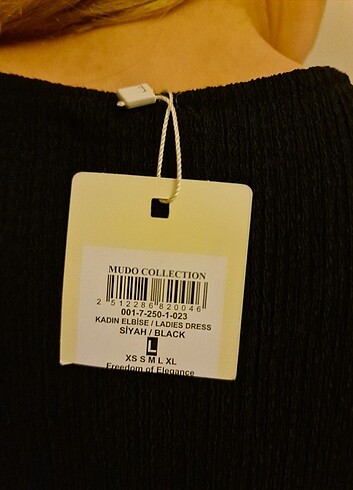 MUDO COLLECTION
2 512286 820046
001-7-250-1-023
KADIN ELBİSE / LADIES DRESS
SİYAH / BLACK
L
XS S M L XL
Freedom of Elegance